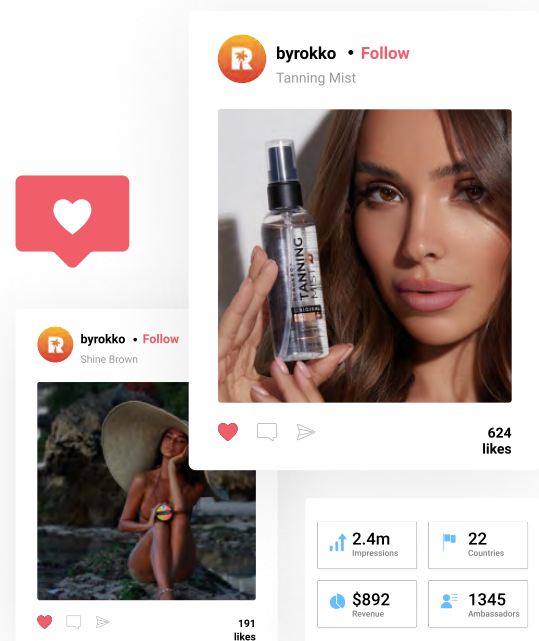 byrokko • Follow
Tanning Mist
TANNING
MIST
624
likes
byrokko • Follow
Shine Brown
191
likes
2.4m
Impressions
22
Countries
$892
Revenue
1345
Ambassadors